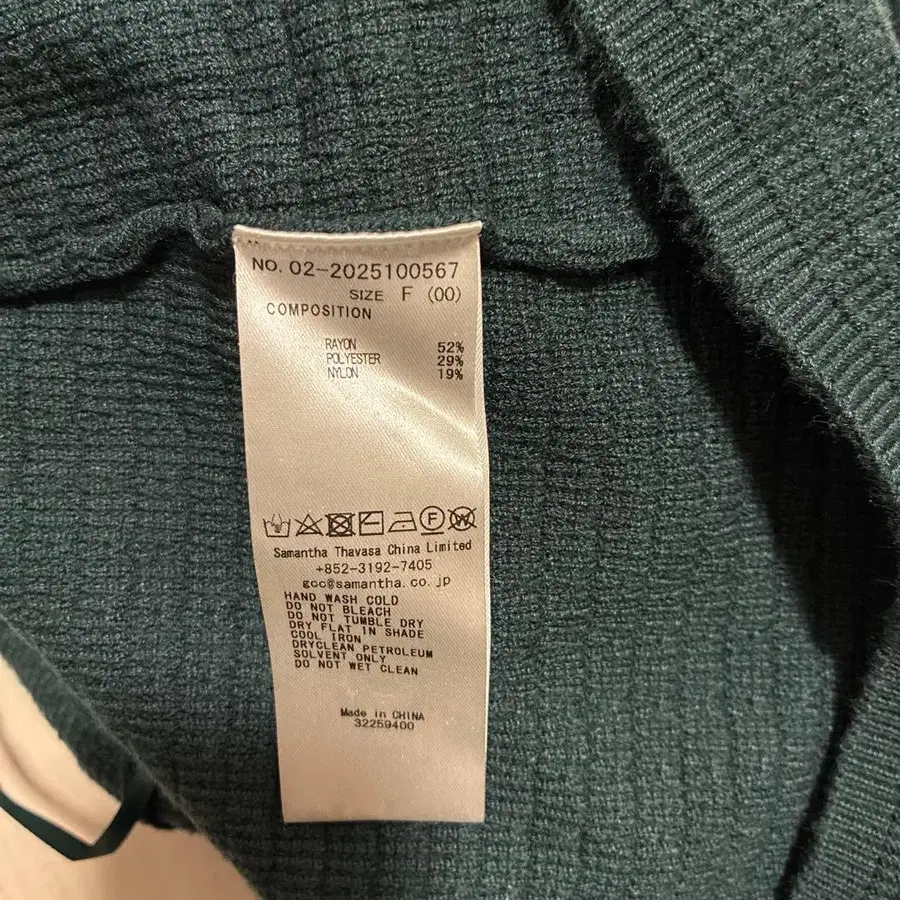 NO. 02-2025100567
SIZE F (00)
COMPOSITION
RAYON 52%
POLYESTER 29%
NYLON 19%
F W
Samantha Thavasa China Limited
+852-3192-7405
gcc@samantha.co.jp
HAND WASH COLD
DO NOT BLEACH
DO NOT TUMBLE DRY
DRY FLAT IN SHADE
COOL IRON
DRYCLEAN PETROLEUM
SOLVENT ONLY
DO NOT WET CLEAN
Made in CHINA
32259400